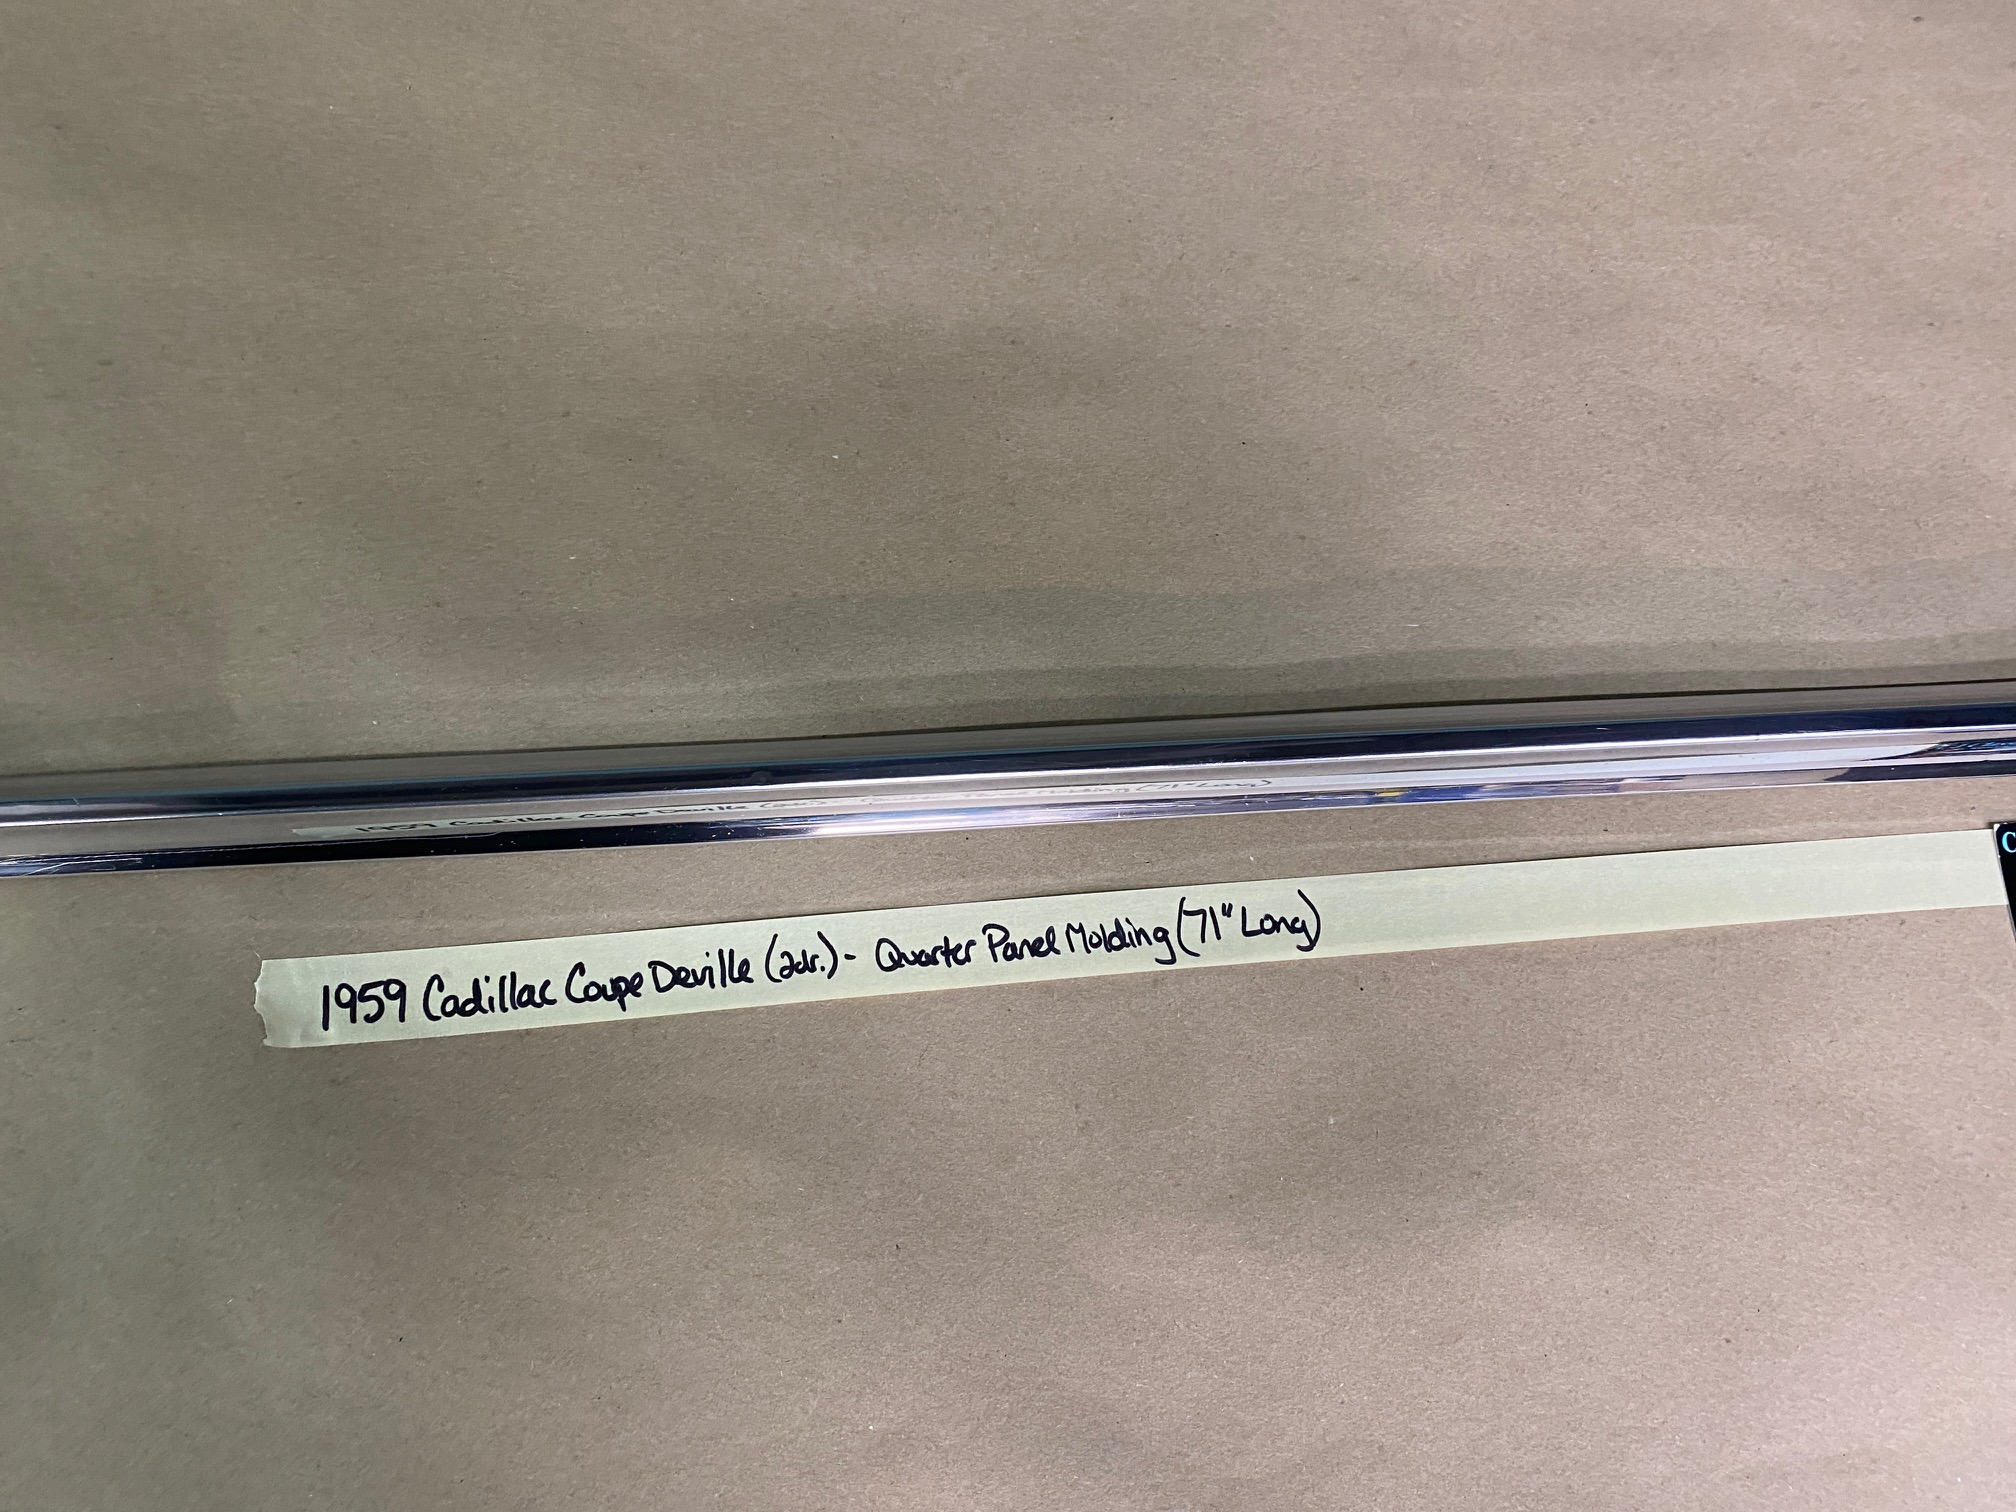 1959 Cadillac Coupe Deville (2dr.) - Quarter Panel Molding (71" Long)
C